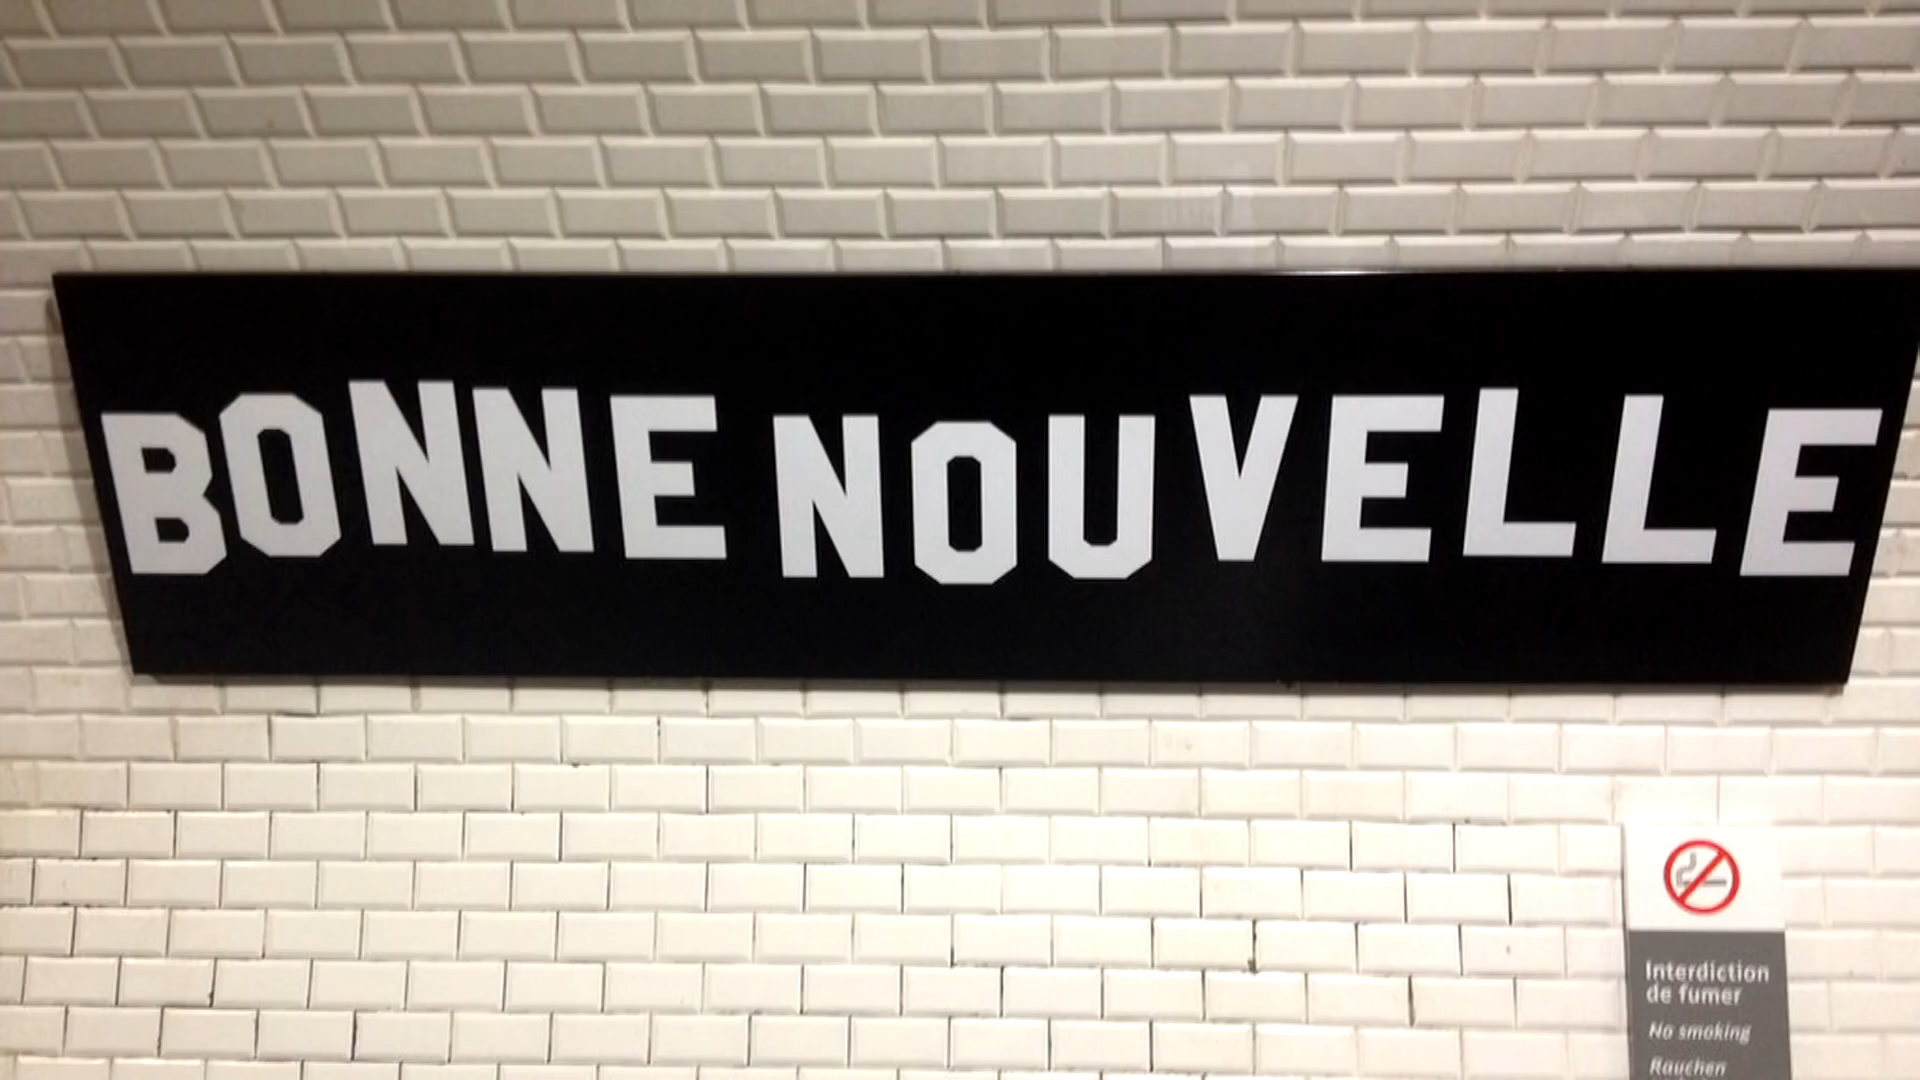 BONNE NOUVELLE
Interdiction
de fumer
No smoking
Rauchen